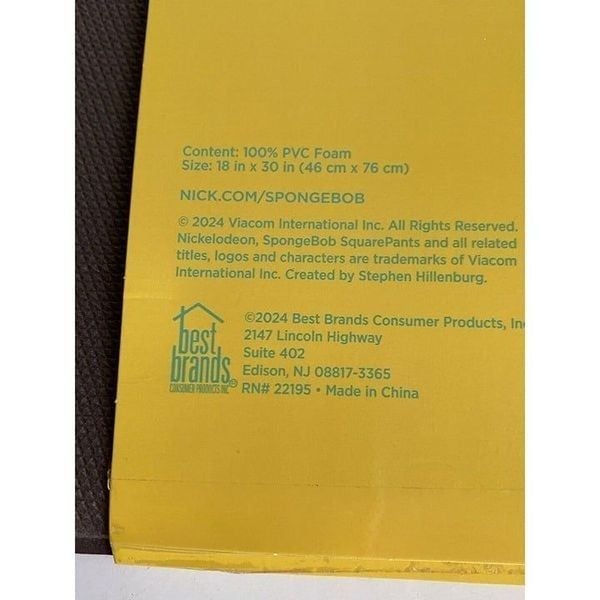 Content: 100% PVC Foam
Size: 18 in x 30 in (46 cm x 76 cm)
NICK.COM/SPONGEBOB
© 2024 Viacom International Inc. All Rights Reserved.
Nickelodeon, SpongeBob SquarePants and all related
titles, logos and characters are trademarks of Viacom
International Inc. Created by Stephen Hillenburg.
best
brands
CONSUMER PRODUCTS INC
®
©2024 Best Brands Consumer Products, In
2147 Lincoln Highway
Suite 402
Edison, NJ 08817-3365
RN# 22195 • Made in China